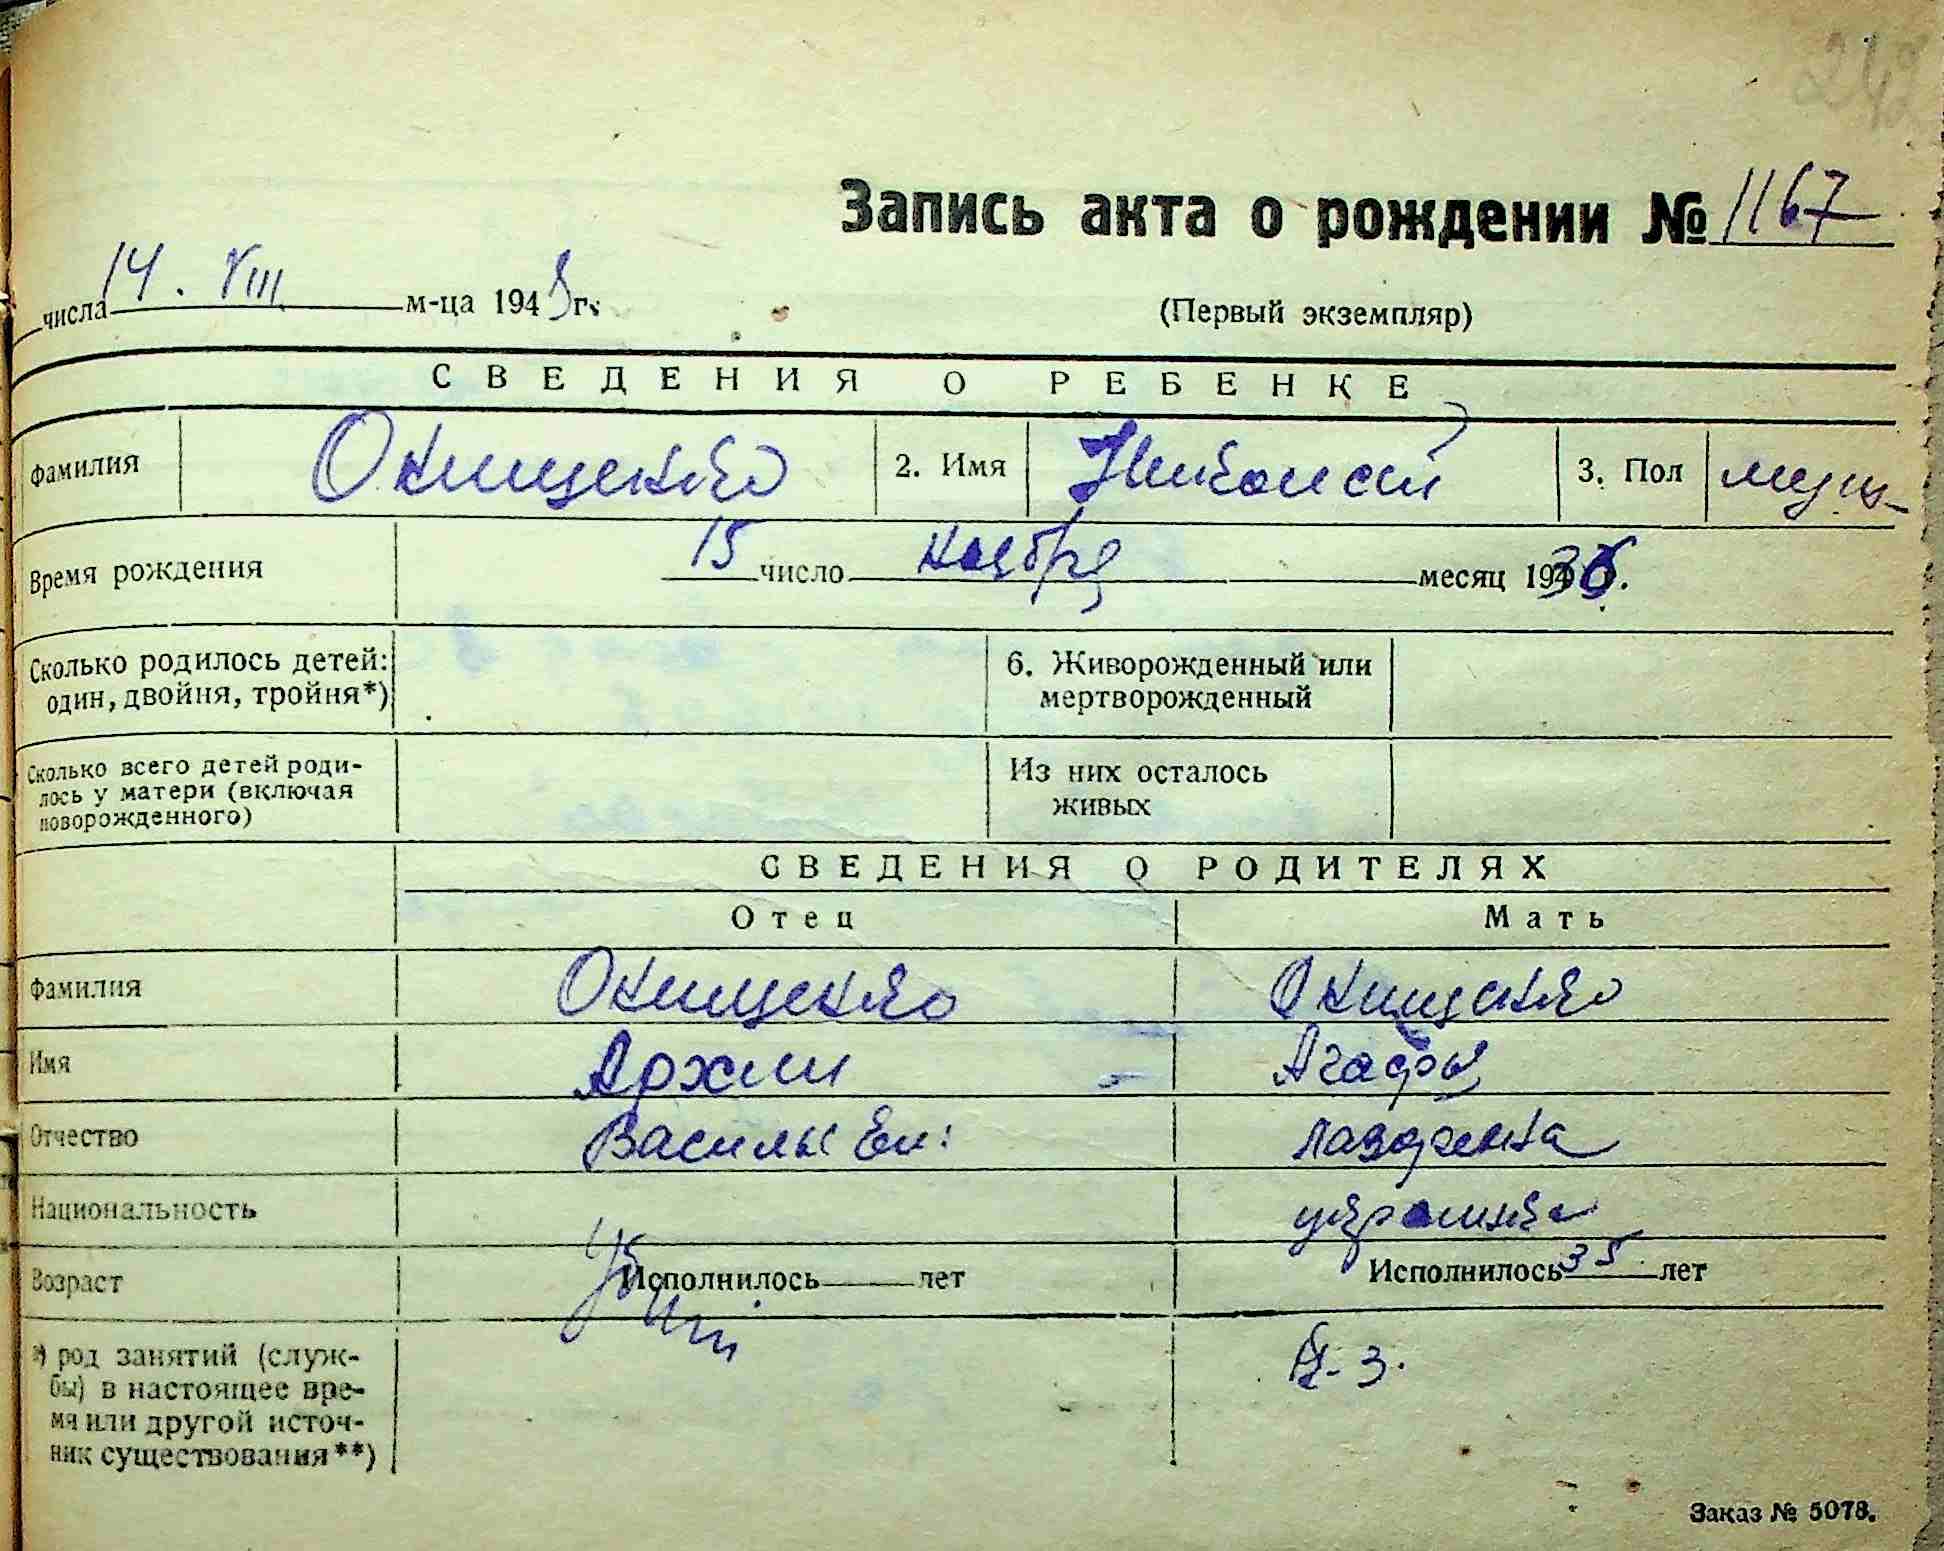 242
Запись акта о рождении № 1167
числа 14. VIII м-ца 1945 г.
(Первый экземпляр)
СВЕДЕНИЯ О РЕБЕНКЕ
Фамилия Онищенко 2. Имя Николай 3. Пол муж
Время рождения 15 число ноября месяц 1936.
Сколько родилось детей: один, двойня, тройня*)
6. Живорожденный или мертворожденный
Сколько всего детей родилось у матери (включая новорожденного)
Из них осталось живых
СВЕДЕНИЯ О РОДИТЕЛЯХ
Отец Мать
Фамилия Онищенко Онищенко
Имя Архип Агафья
Отчество Васильев:
Национальность украинка
Возраст Исполнилось лет Исполнилось 35 лет
Убит
*) род занятий (службы) в настоящее время или другой источник существования**)
Заказ № 5078.